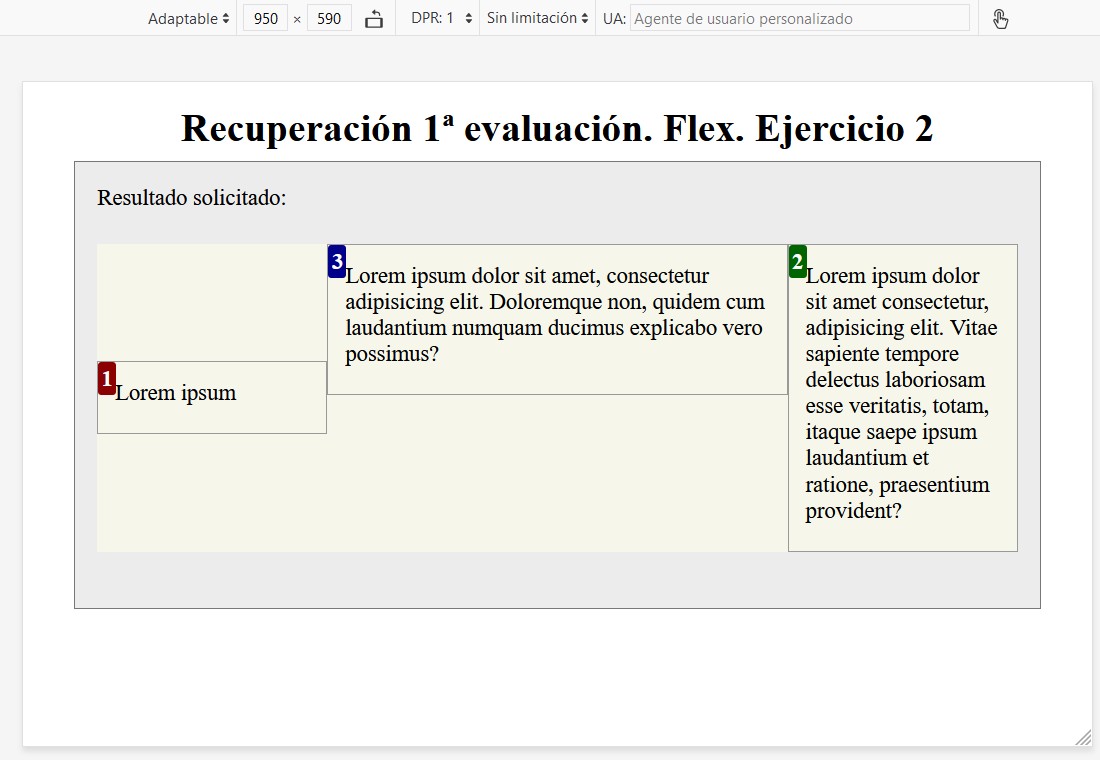 Adaptable 950 × 590 DPR: 1 Sin limitación UA: Agente de usuario personalizado
Recuperación 1ª evaluación. Flex. Ejercicio 2
Resultado solicitado:
1
Lorem ipsum
3
Lorem ipsum dolor sit amet, consectetur
adipisicing elit. Doloremque non, quidem cum
laudantium numquam ducimus explicabo vero
possimus?
2
Lorem ipsum dolor
sit amet consectetur,
adipisicing elit. Vitae
sapiente tempore
delectus laboriosam
esse veritatis, totam,
itaque saepe ipsum
laudantium et
ratione, praesentium
provident?